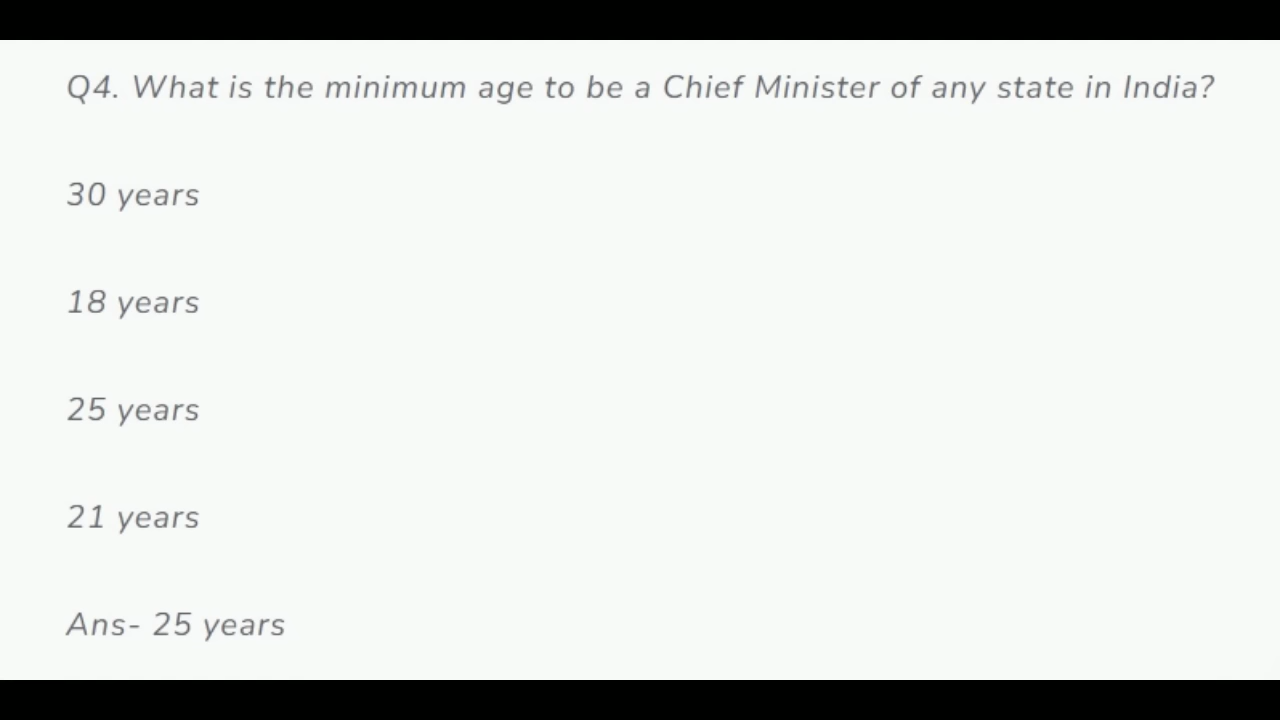 Q4. What is the minimum age to be a Chief Minister of any state in India?
30 years
18 years
25 years
21 years
Ans- 25 years